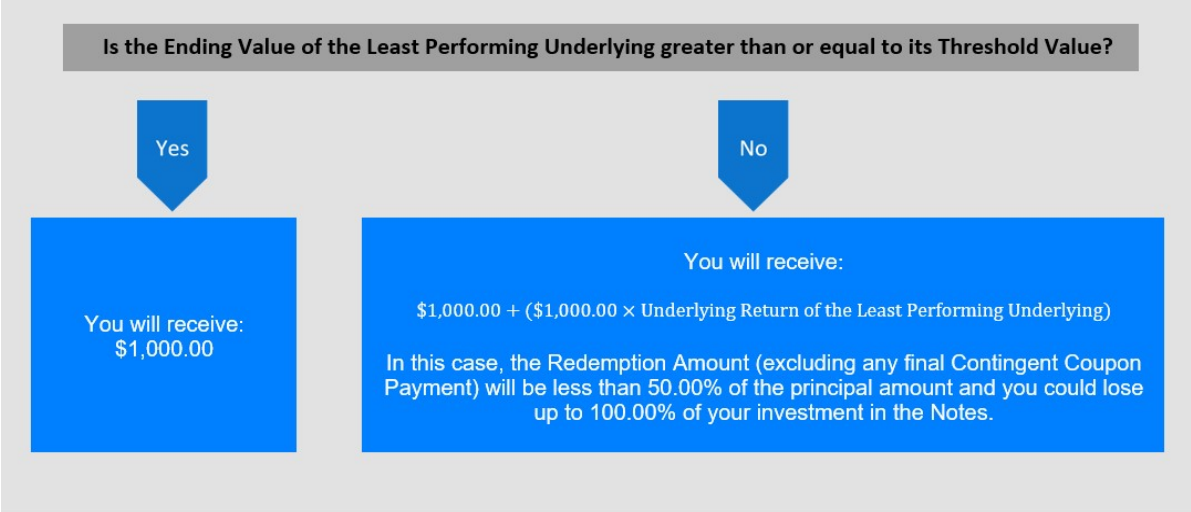 Is the Ending Value of the Least Performing Underlying greater than or equal to its Threshold Value?
Yes
No
You will receive:
$1,000.00
You will receive:
$1,000.00 + ($1,000.00 × Underlying Return of the Least Performing Underlying)
In this case, the Redemption Amount (excluding any final Contingent Coupon
Payment) will be less than 50.00% of the principal amount and you could lose
up to 100.00% of your investment in the Notes.